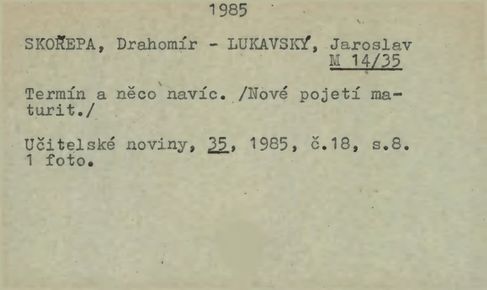 1985
SKOŘEPA, Drahomír - LUKAVSKÝ, Jaroslav
M 14/35
Termín a něco navíc. /Nové pojetí ma-
turit./
Učitelské noviny, 35, 1985, č.18, s.8.
1 foto.